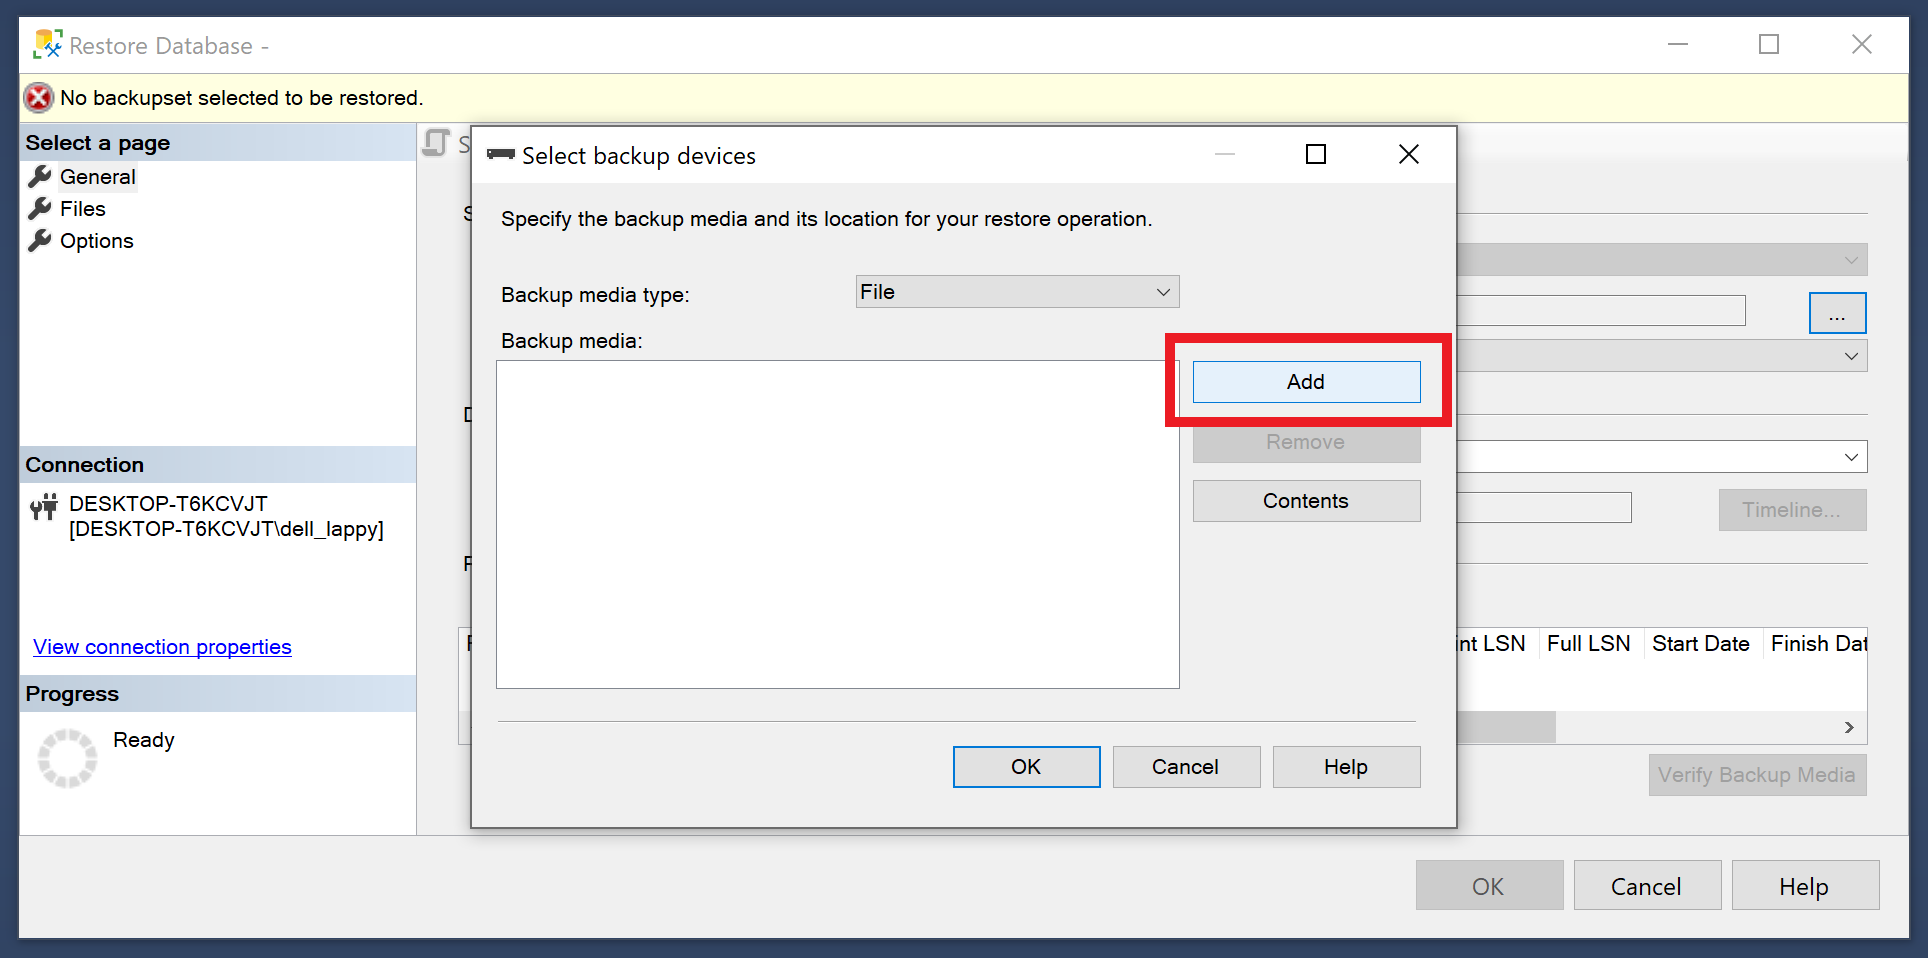 Restore Database -
No backupset selected to be restored.
Select a page
General
Files
Options
Connection
DESKTOP-T6KCVJT
[DESKTOP-T6KCVJT\dell_lappy]
View connection properties
Progress
Ready
Select backup devices
Specify the backup media and its location for your restore operation.
Backup media type:
File
Backup media:
Add
Remove
Contents
OK
Cancel
Help
...
Timeline...
int LSN
Full LSN
Start Date
Finish Dat
Verify Backup Media
OK
Cancel
Help